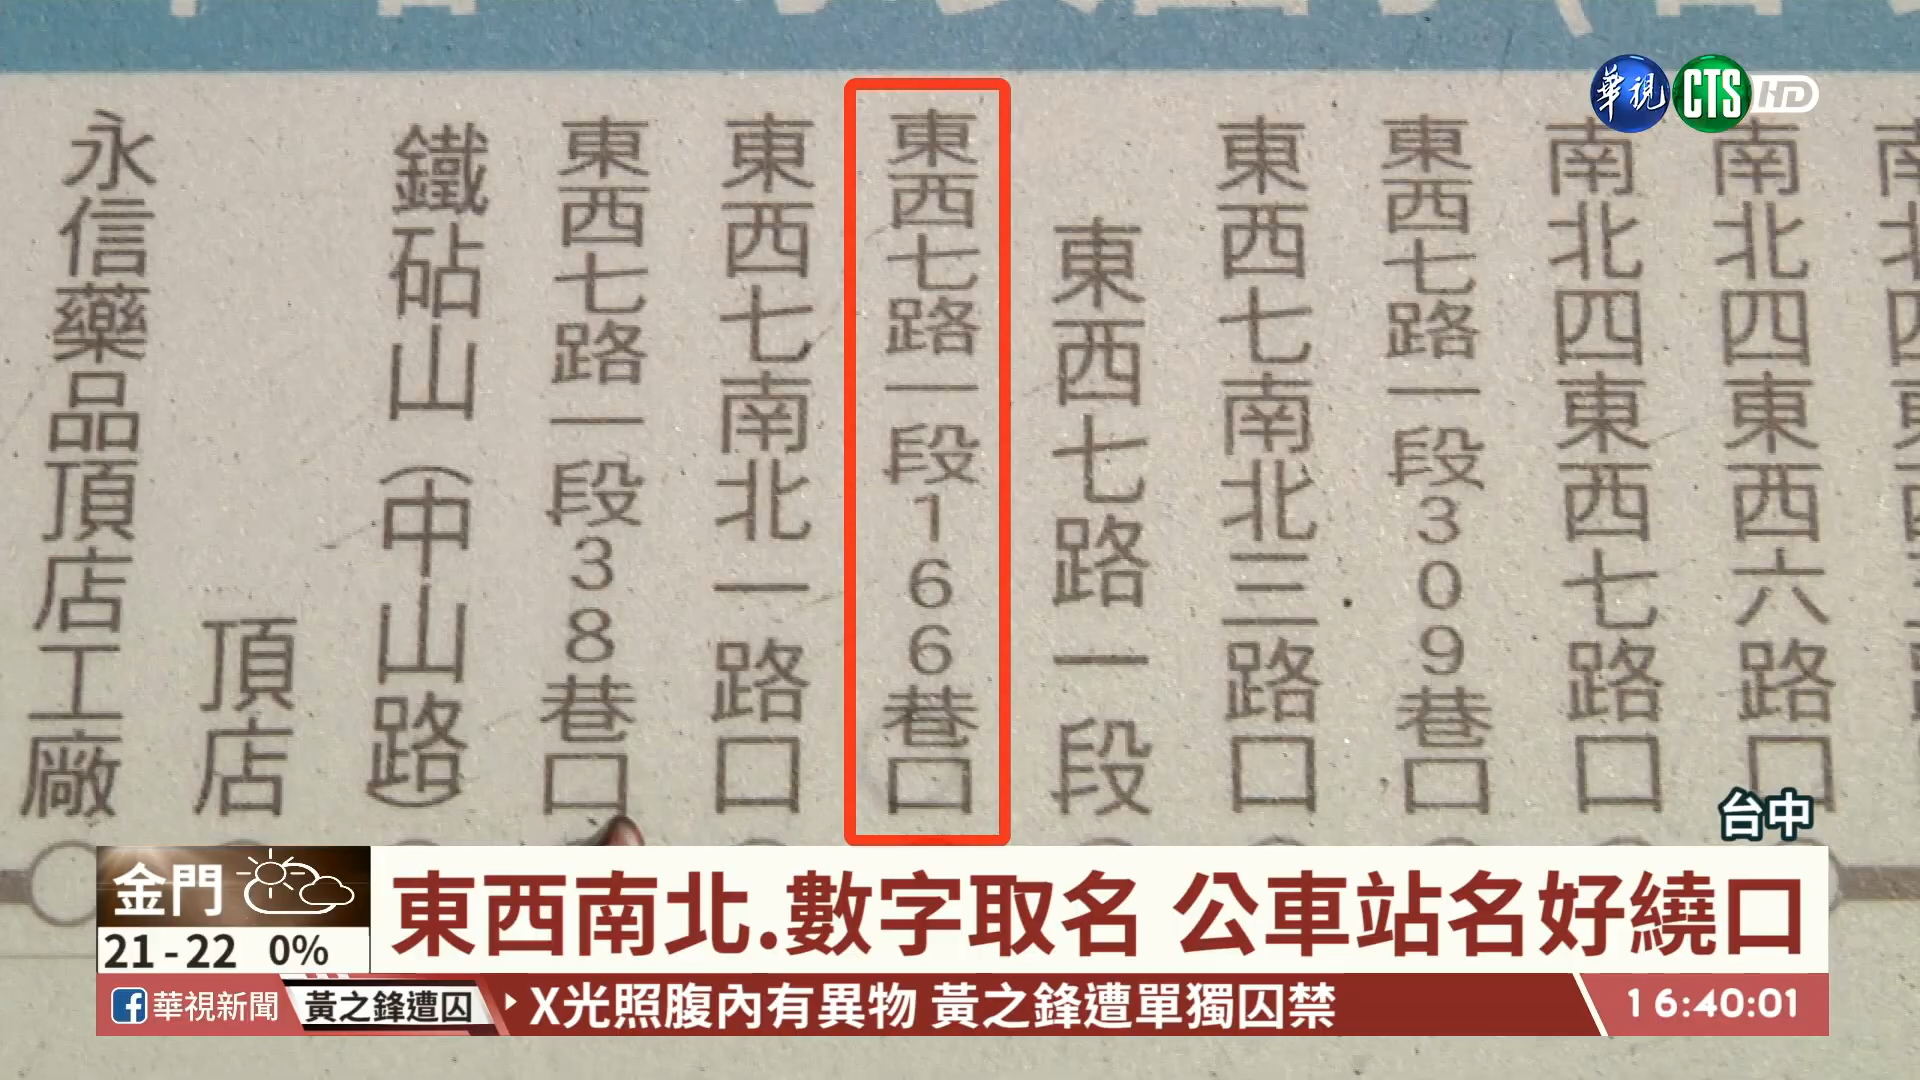 華視 CTS HD
永信藥品頂店工廠
頂店
鐵砧山(中山路)
東西七路一段38巷口
東西七南北一路口
東西七路一段166巷口
東西七路一段
東西七南北三路口
東西七路一段309巷口
南北四東西七路口
南北四東西六路口
台中
金門
21-22 0%
東西南北.數字取名 公車站名好繞口
華視新聞
黃之鋒遭囚
X光照腹內有異物 黃之鋒遭單獨囚禁
16:40:01